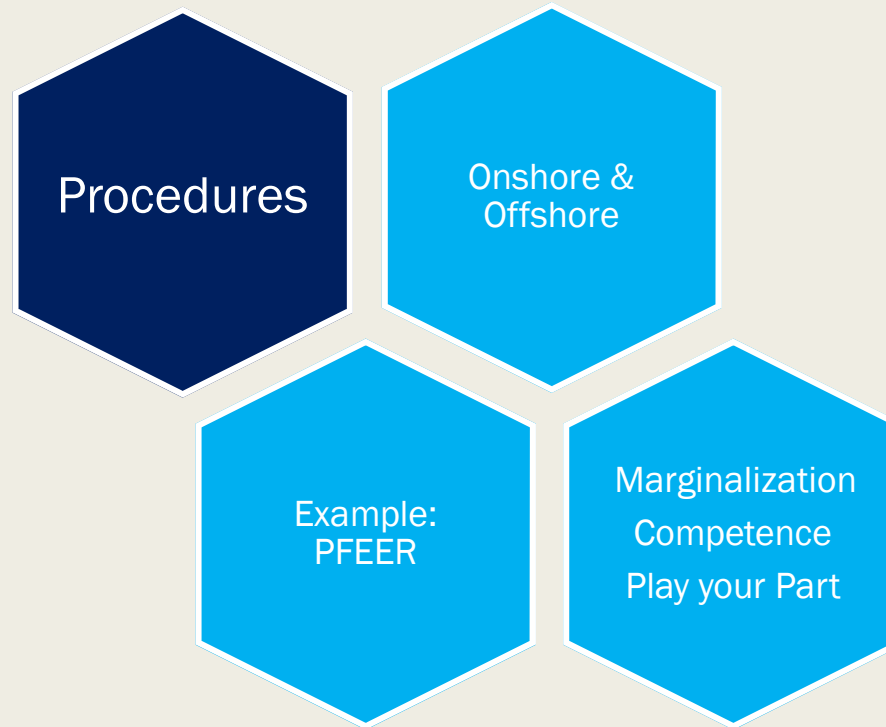 Procedures
Onshore &
Offshore
Example:
PFEER
Marginalization
Competence
Play your Part